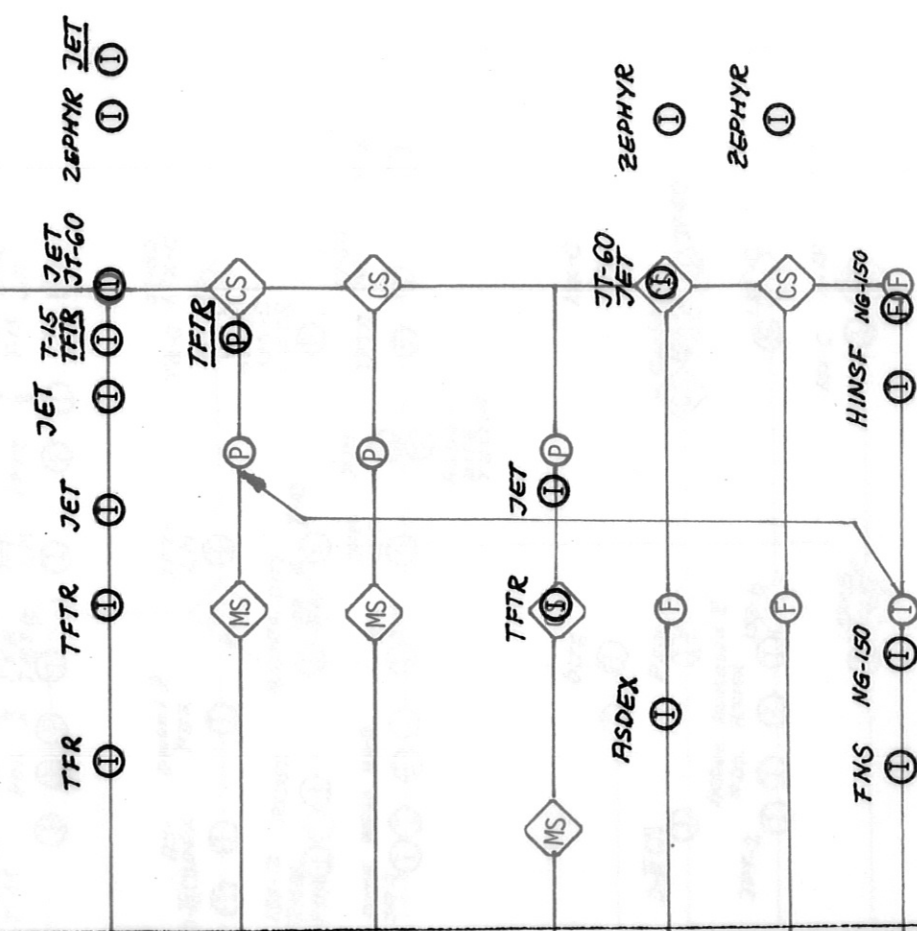 JET
T-15 JET
TFR TFTR JET TFTR JT-60 ZEPHYR JET
I I I I I I I I
TFTR
MS P P CS
MS P CS
TFTR JET
MS I I P
JT-60
ASDEX JET ZEPHYR
I F I I
ZEPHYR
F CS I
FNS NG-150 HINSF NG-150
I I I I F F